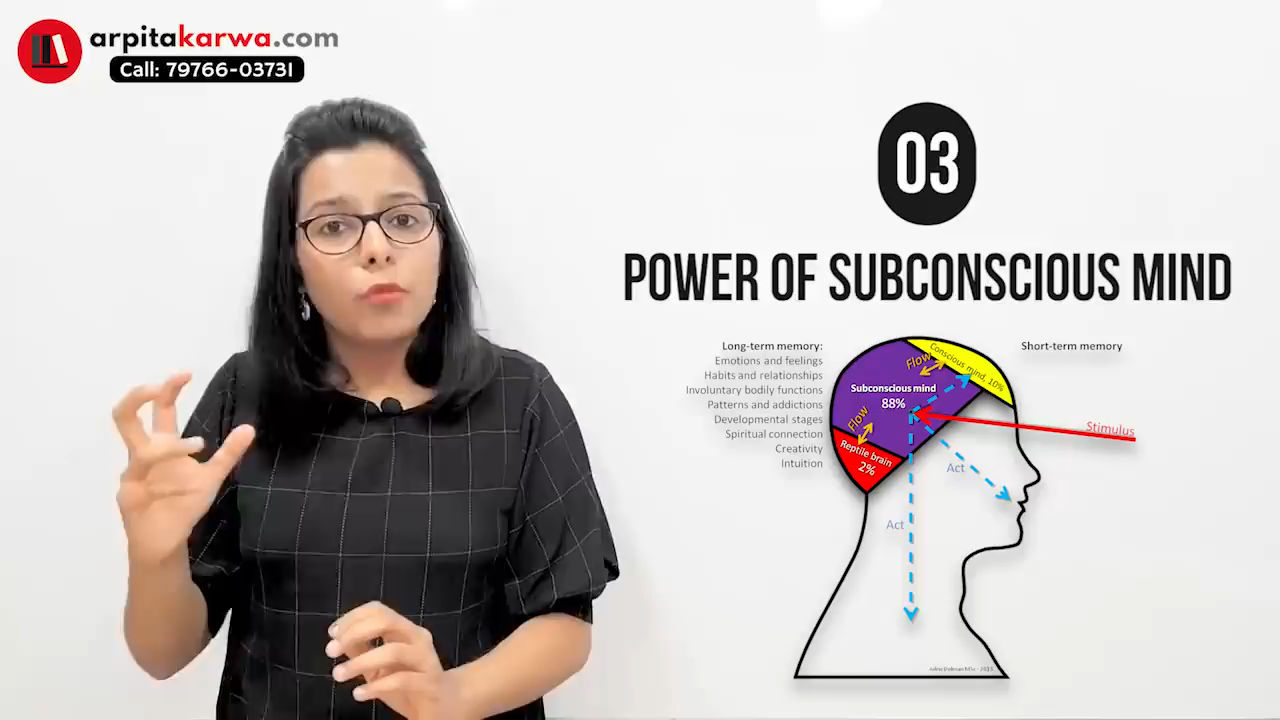 arpitakarwa.com
Call: 79766-03731
03
POWER OF SUBCONSCIOUS MIND
Long-term memory:
Emotions and feelings
Habits and relationships
Involuntary bodily functions
Patterns and addictions
Developmental stages
Spiritual connection
Creativity
Intuition
Short-term memory
Flow
Conscious mind, 10%
Subconscious mind
88%
Flow
Reptile brain
2%
Stimulus
Act
Act